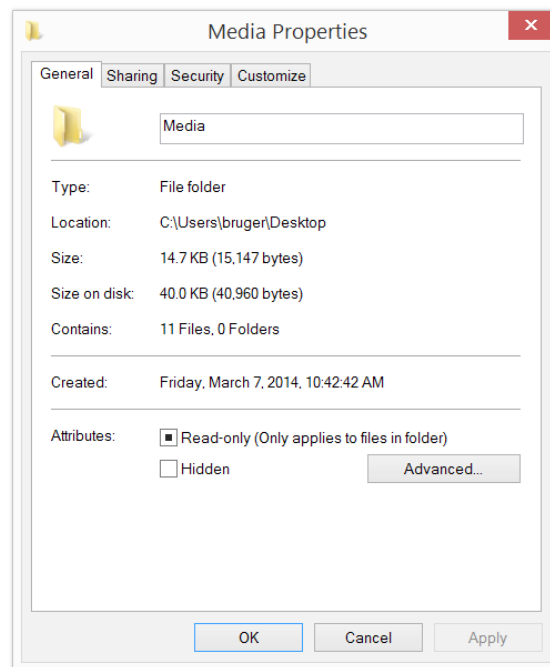 Media Properties
General Sharing Security Customize
Media
Type: File folder
Location: C:\Users\bruger\Desktop
Size: 14.7 KB (15,147 bytes)
Size on disk: 40.0 KB (40,960 bytes)
Contains: 11 Files, 0 Folders
Created: Friday, March 7, 2014, 10:42:42 AM
Attributes: Read-only (Only applies to files in folder)
Hidden Advanced...
OK Cancel Apply